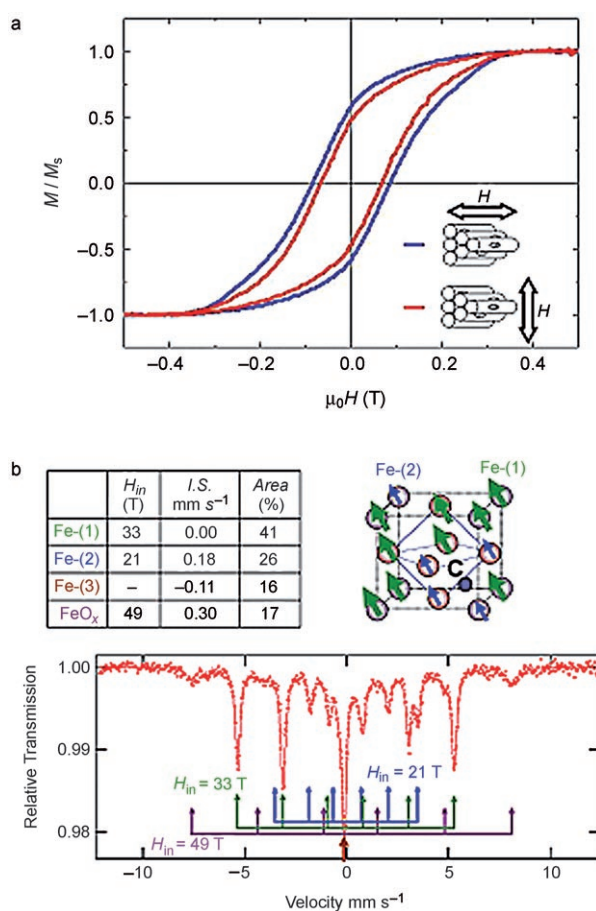 a
1.0
0.5
0.0
−0.5
−1.0
M / Mₛ
H
H
−0.4 −0.2 0.0 0.2 0.4
μ₀H (T)
b
Hᵢₙ (T) I.S. mm s⁻¹ Area (%)
Fe-(1) 33 0.00 41
Fe-(2) 21 0.18 26
Fe-(3) – −0.11 16
FeOₓ 49 0.30 17
Fe-(2) Fe-(1)
C
1.00
0.99
0.98
Relative Transmission
Hᵢₙ = 21 T
Hᵢₙ = 33 T
Hᵢₙ = 49 T
−10 −5 0 5 10
Velocity mm s⁻¹